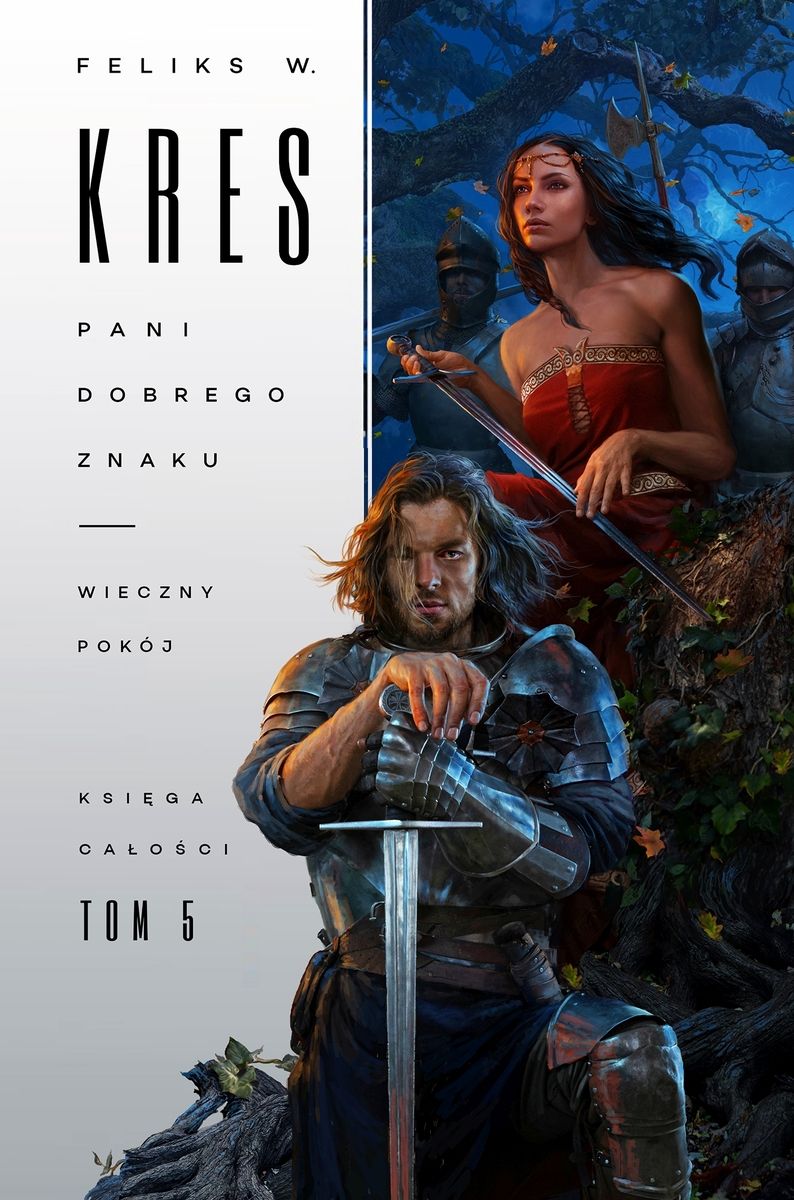 FELIKS W.
KRES
PANI
DOBREGO
ZNAKU
WIECZNY
POKÓJ
KSIĘGA
CAŁOŚCI
TOM 5